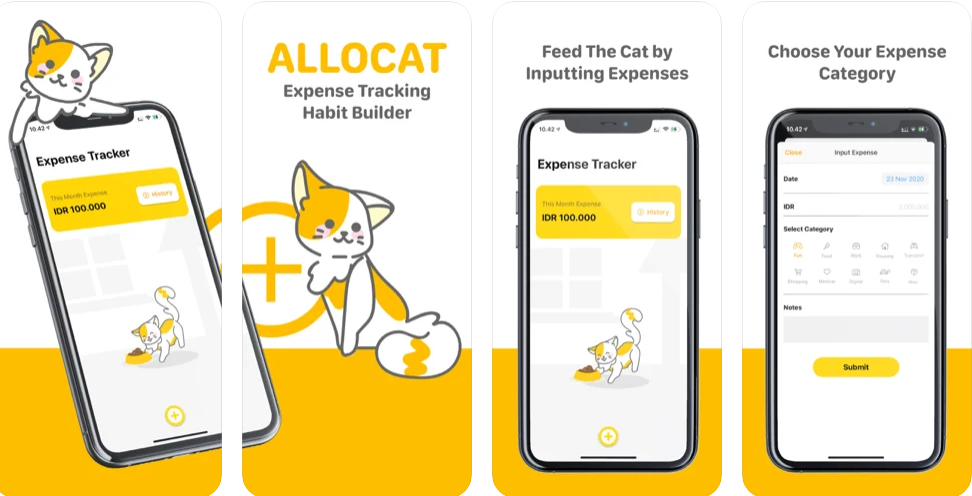 10.42
Expense Tracker
This Month Expense
IDR 100.000
History
ALLOCAT
Expense Tracking
Habit Builder
Feed The Cat by
Inputting Expenses
10.42
Expense Tracker
This Month Expense
IDR 100.000
History
Choose Your Expense
Category
10.42
Close Input Expense
Date 23 Nov 2020
IDR
Select Category
Fun Food Work Housing Transport
Shopping Medical Digital Pets Misc
Notes
Submit